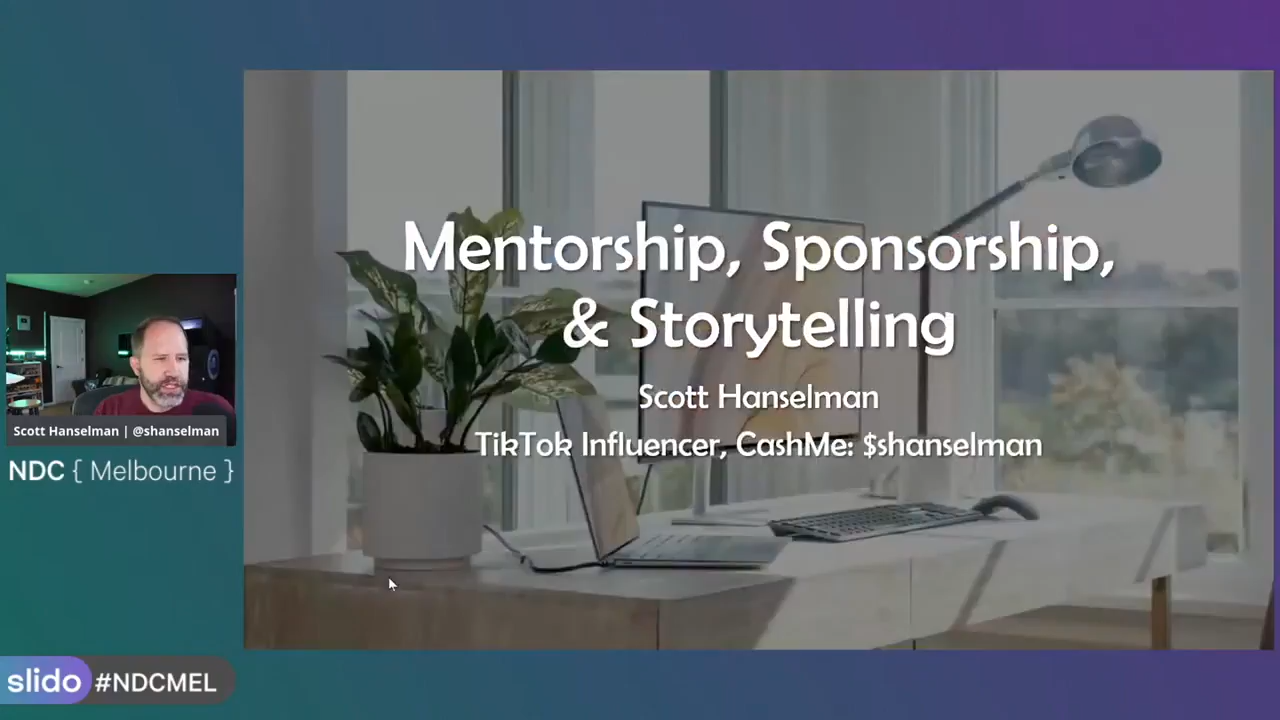 Mentorship, Sponsorship,
& Storytelling
Scott Hanselman
TikTok Influencer, CashMe: $shanselman
Scott Hanselman | @shanselman
NDC { Melbourne }
slido #NDCMEL